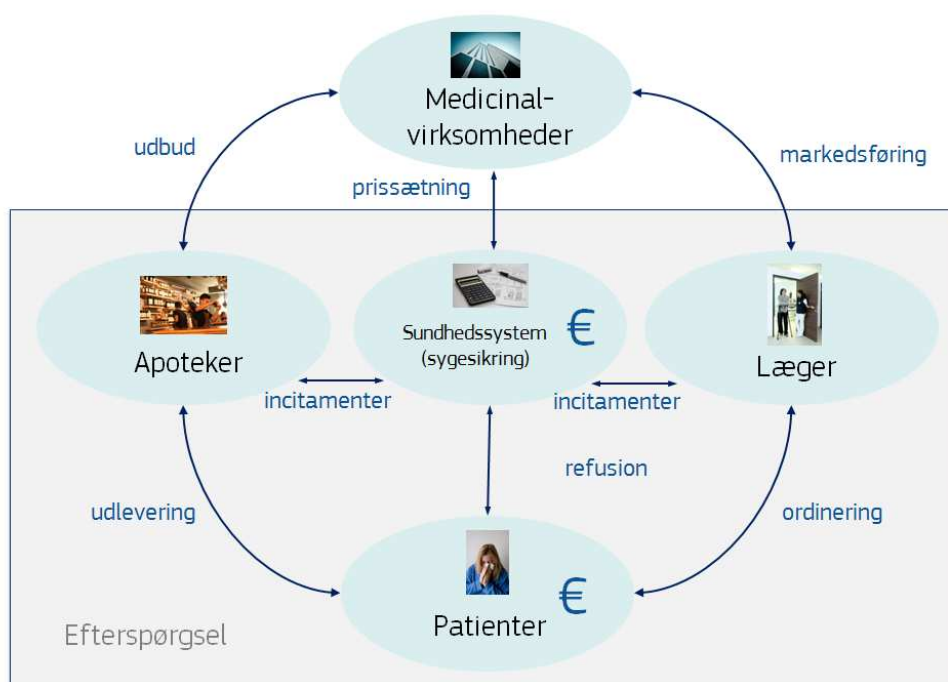 Medicinal-
virksomheder
udbud
markedsføring
prissætning
Apoteker
Sundhedssystem
(sygesikring)
€
Læger
incitamenter
incitamenter
refusion
udlevering
ordinering
€
Patienter
Efterspørgsel